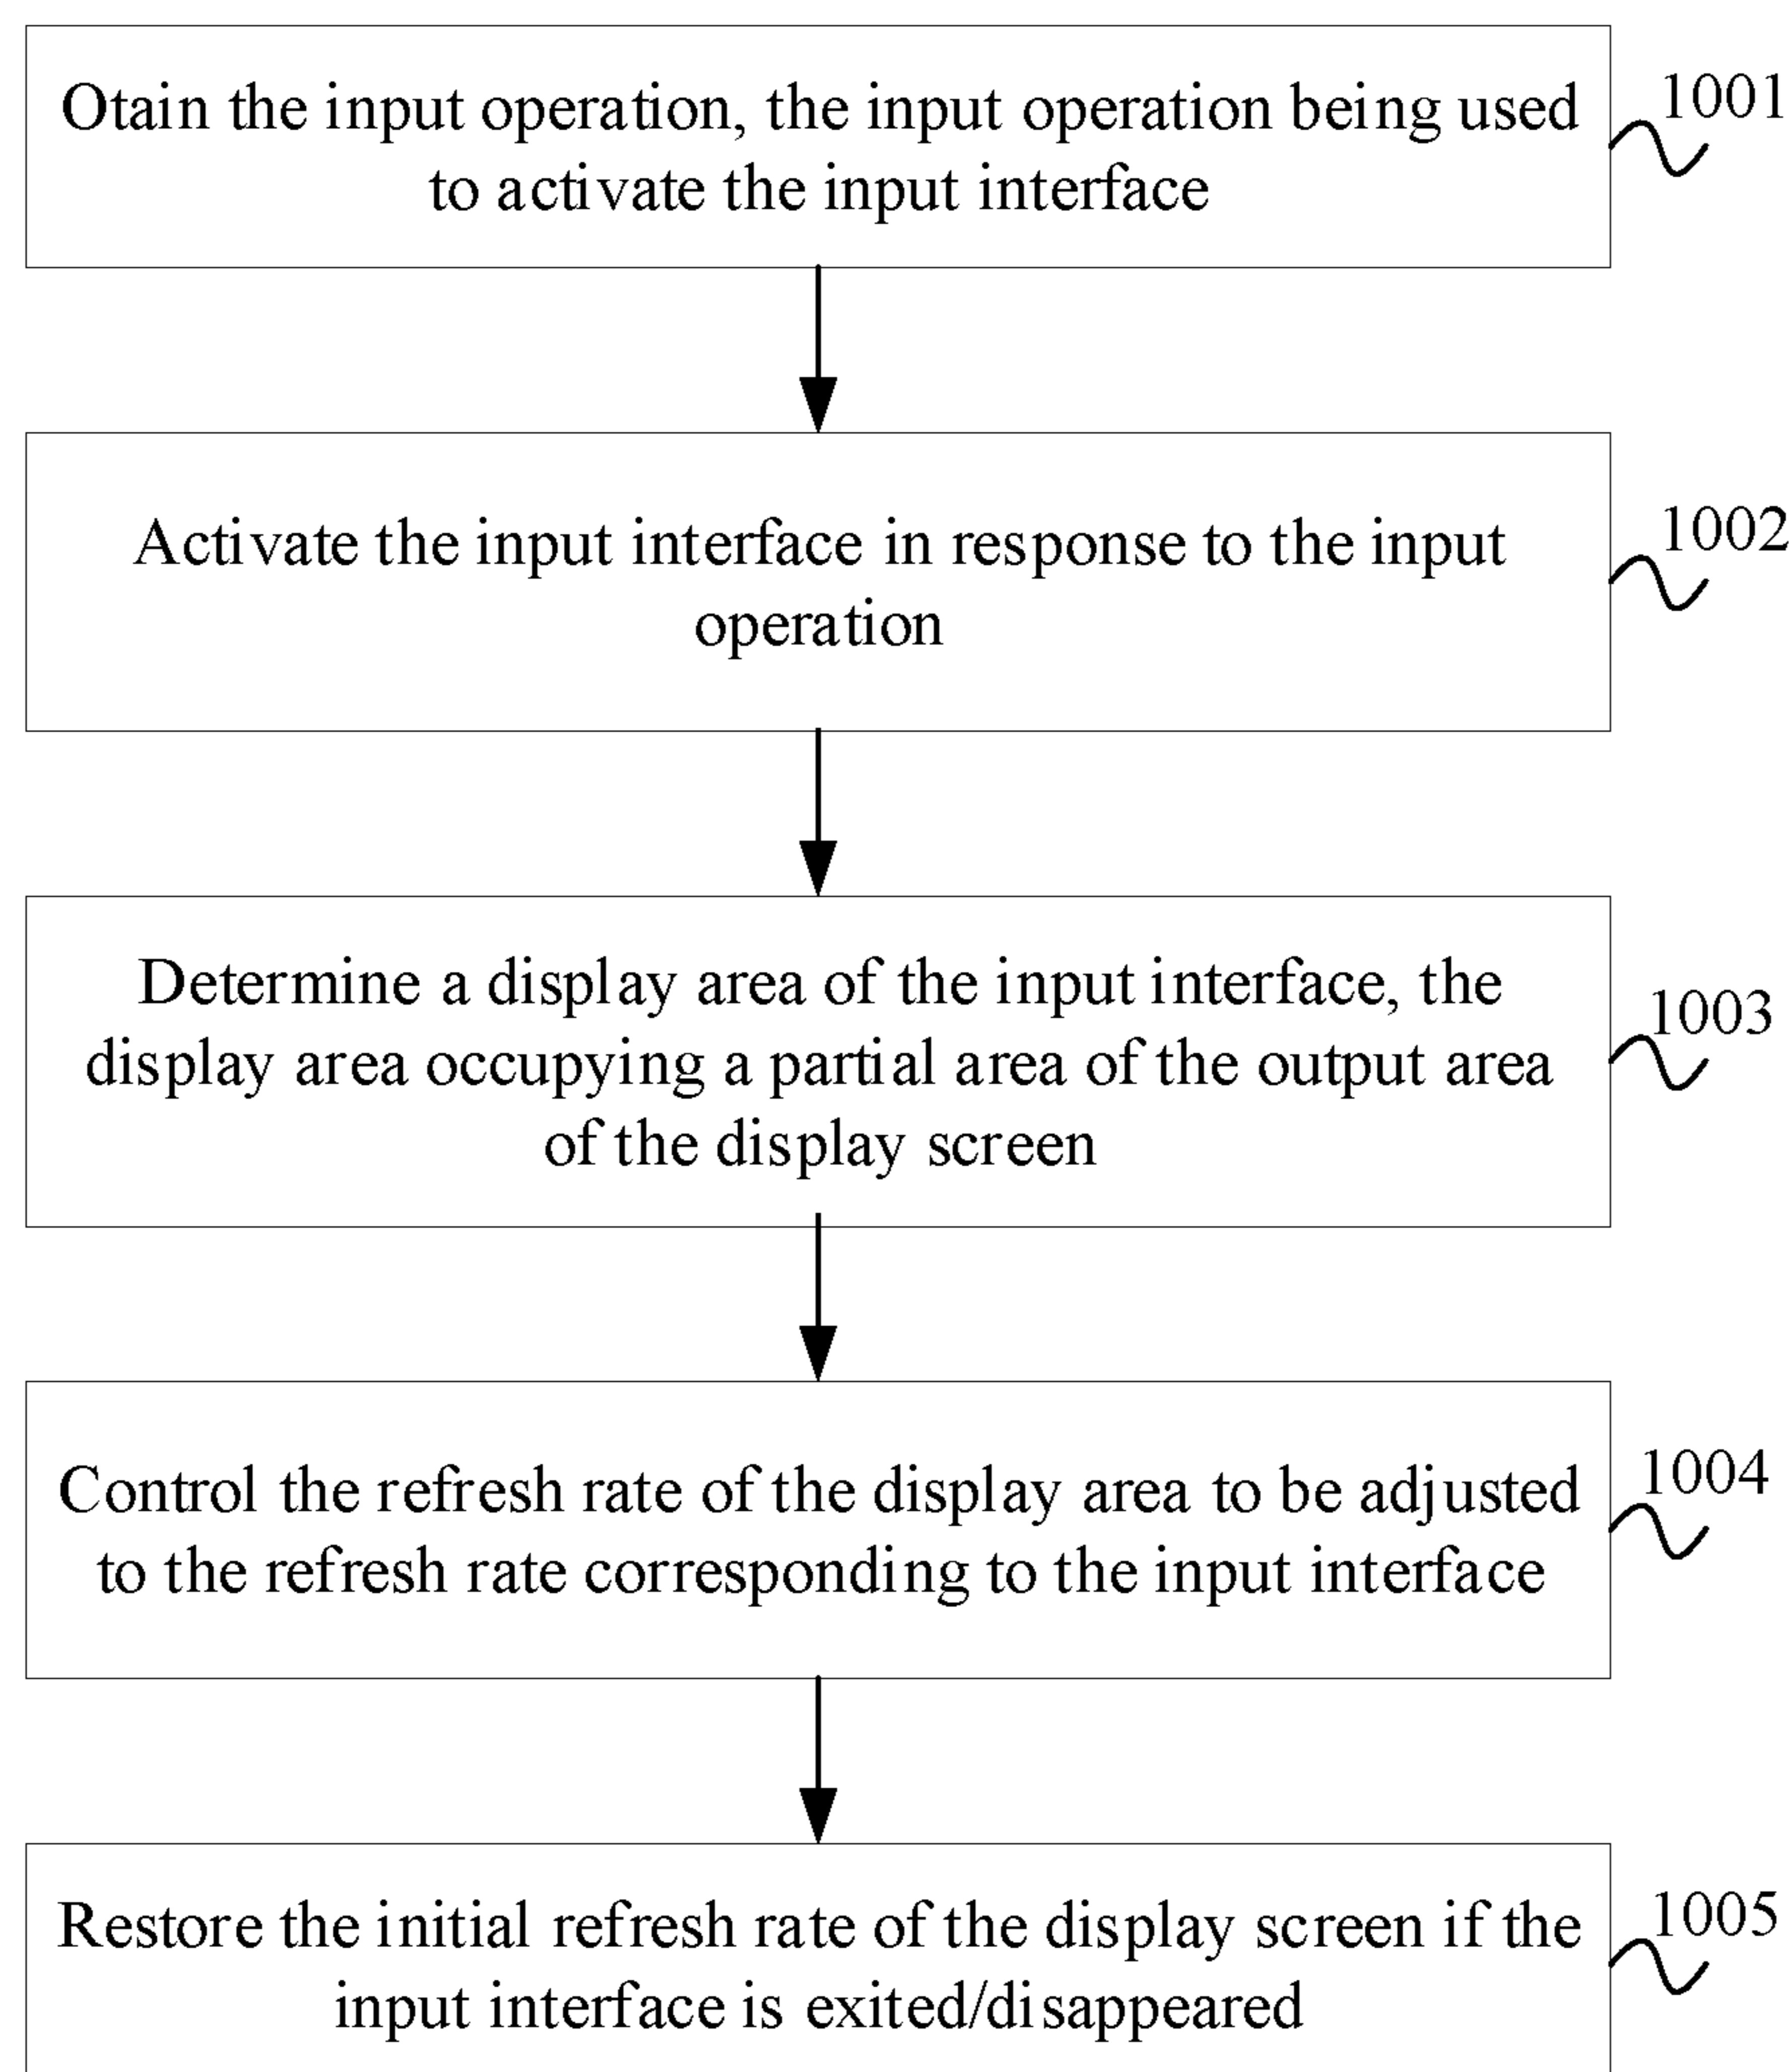 Otain the input operation, the input operation being used
to activate the input interface
1001
Activate the input interface in response to the input
operation
1002
Determine a display area of the input interface, the
display area occupying a partial area of the output area
of the display screen
1003
Control the refresh rate of the display area to be adjusted
to the refresh rate corresponding to the input interface
1004
Restore the initial refresh rate of the display screen if the
input interface is exited/disappeared
1005